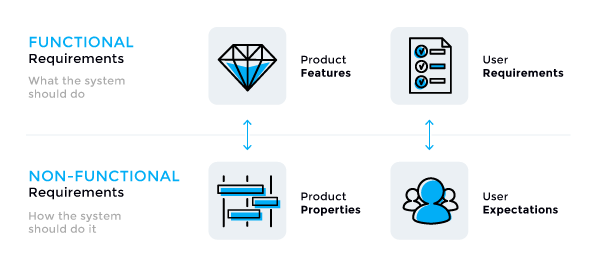 FUNCTIONAL
Requirements
What the system
should do
Product
Features
User
Requirements
NON-FUNCTIONAL
Requirements
How the system
should do it
Product
Properties
User
Expectations